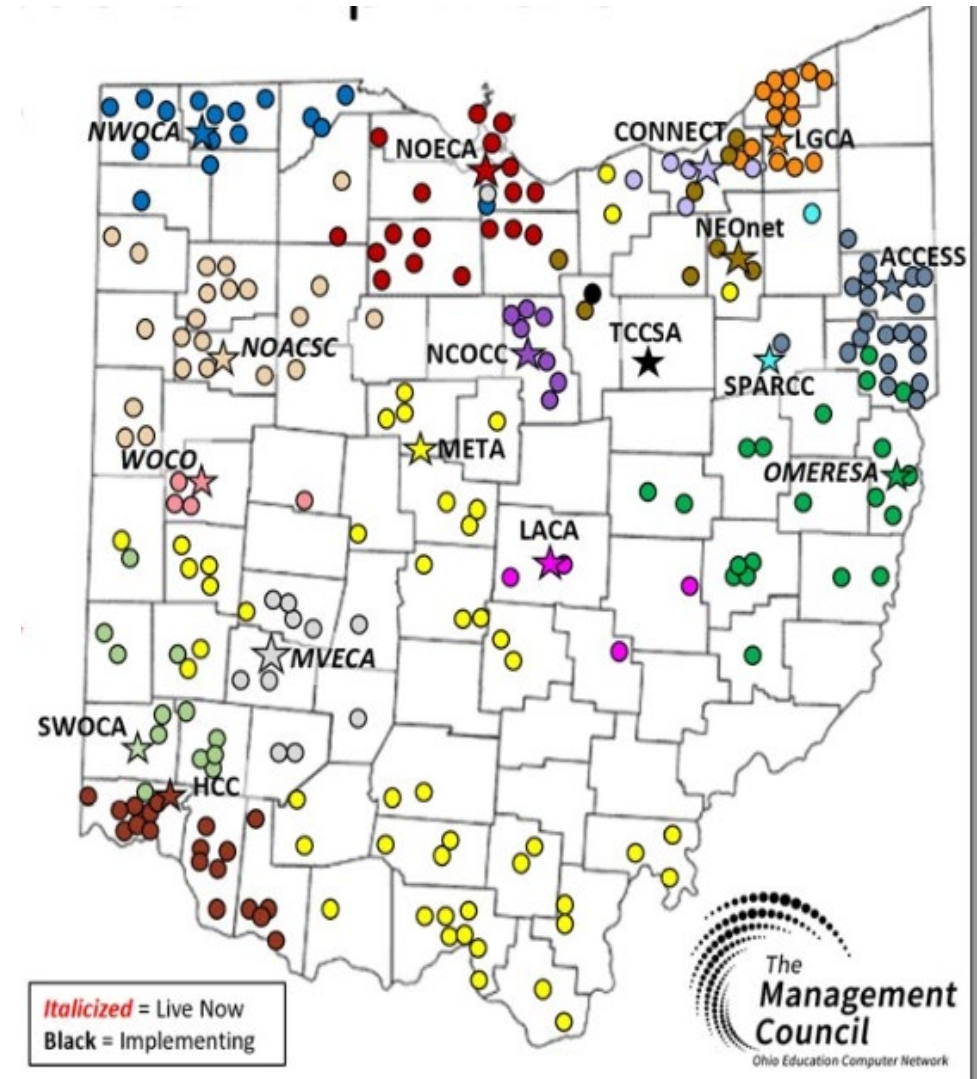 CONNECT
LGCA
NWOCA
NOECA
NEOnet
ACCESS
TCCSA
NOACSC
NCOCC
SPARCC
META
WOCO
OMERESA
LACA
MVECA
SWOCA
HCC
Italicized = Live Now
Black = Implementing
The
Management
Council
Ohio Education Computer Network